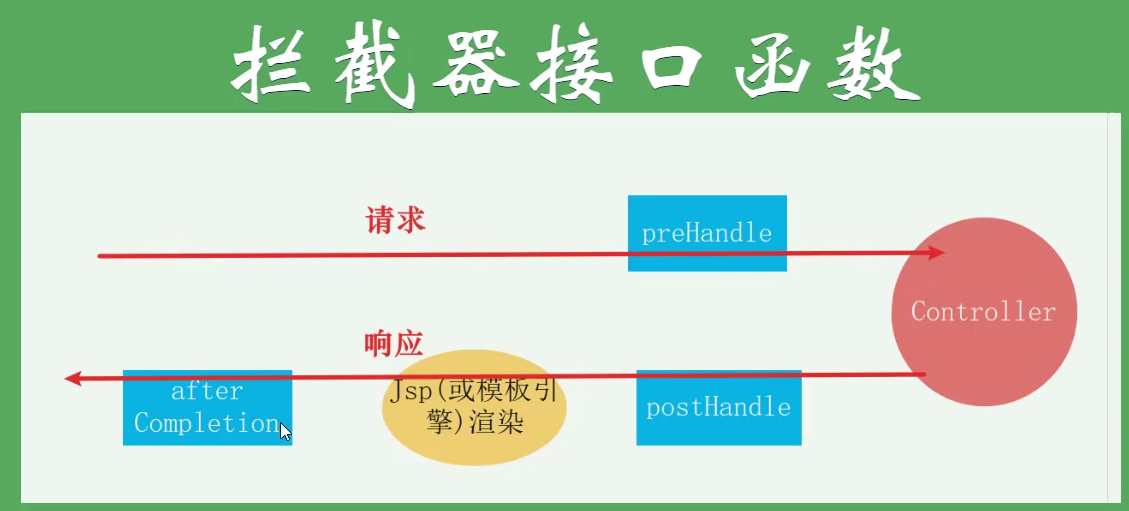 拦截器接口函数
请求
preHandle
Controller
响应
after
Completion
Jsp(或模板引
擎)渲染
postHandle